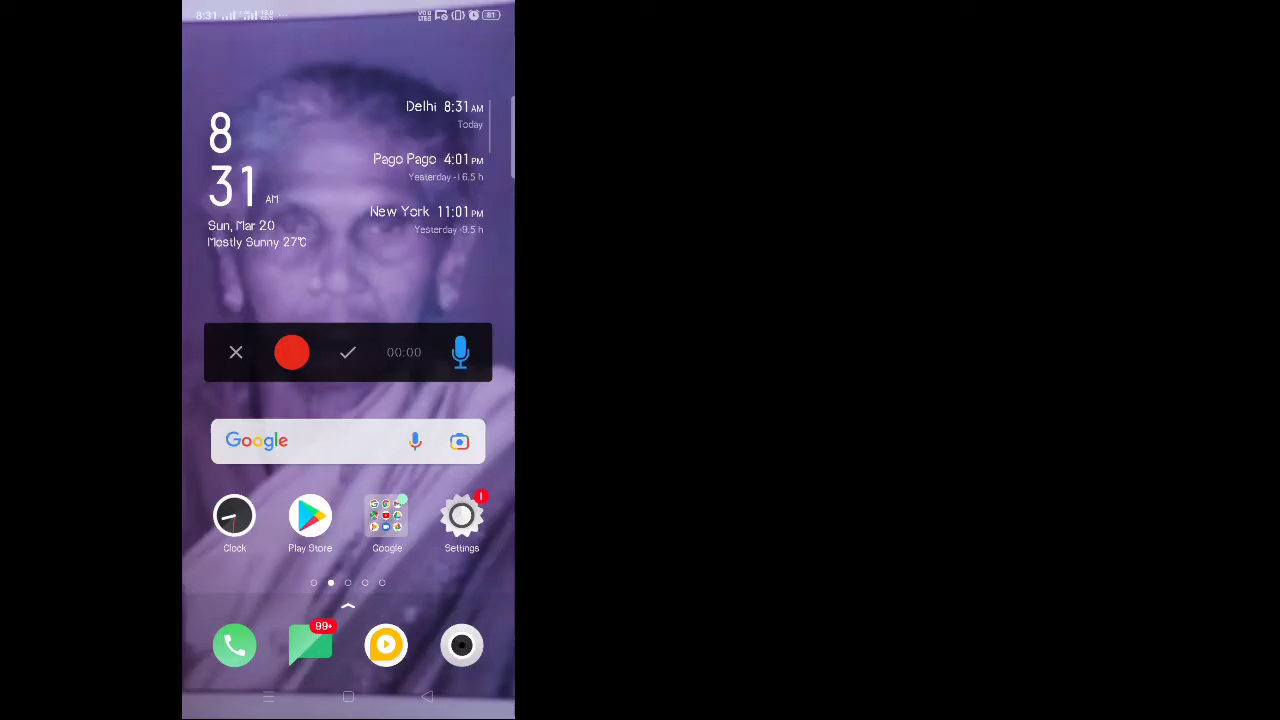 8:31
81
Delhi 8:31 AM
Today
8
31 AM
Pago Pago 4:01 PM
Yesterday -16.5 h
New York 11:01 PM
Yesterday -9.5 h
Sun, Mar 20
Mostly Sunny 27℃
00:00
Google
1
Clock
Play Store
Google
Settings
99+